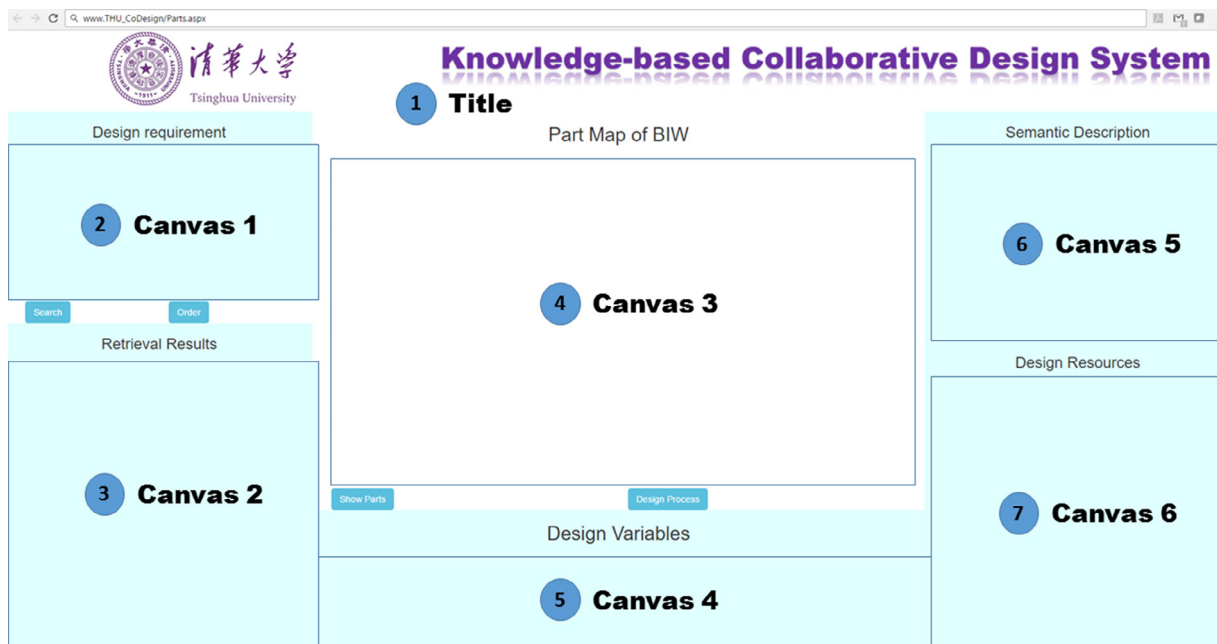 www.THU_CoDesign/Parts.aspx
清華大学
Tsinghua University
-1911-
Knowledge-based Collaborative Design System
1 Title
Design requirement
Part Map of BIW
Semantic Description
2 Canvas 1
6 Canvas 5
4 Canvas 3
Search Order
Retrieval Results
Design Resources
3 Canvas 2
Show Parts Design Process
7 Canvas 6
Design Variables
5 Canvas 4